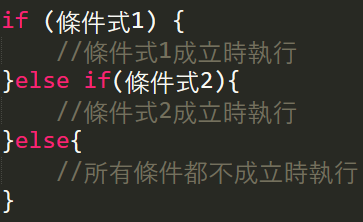 if (條件式1) {
    //條件式1成立時執行
}else if(條件式2){
    //條件式2成立時執行
}else{
    //所有條件都不成立時執行
}